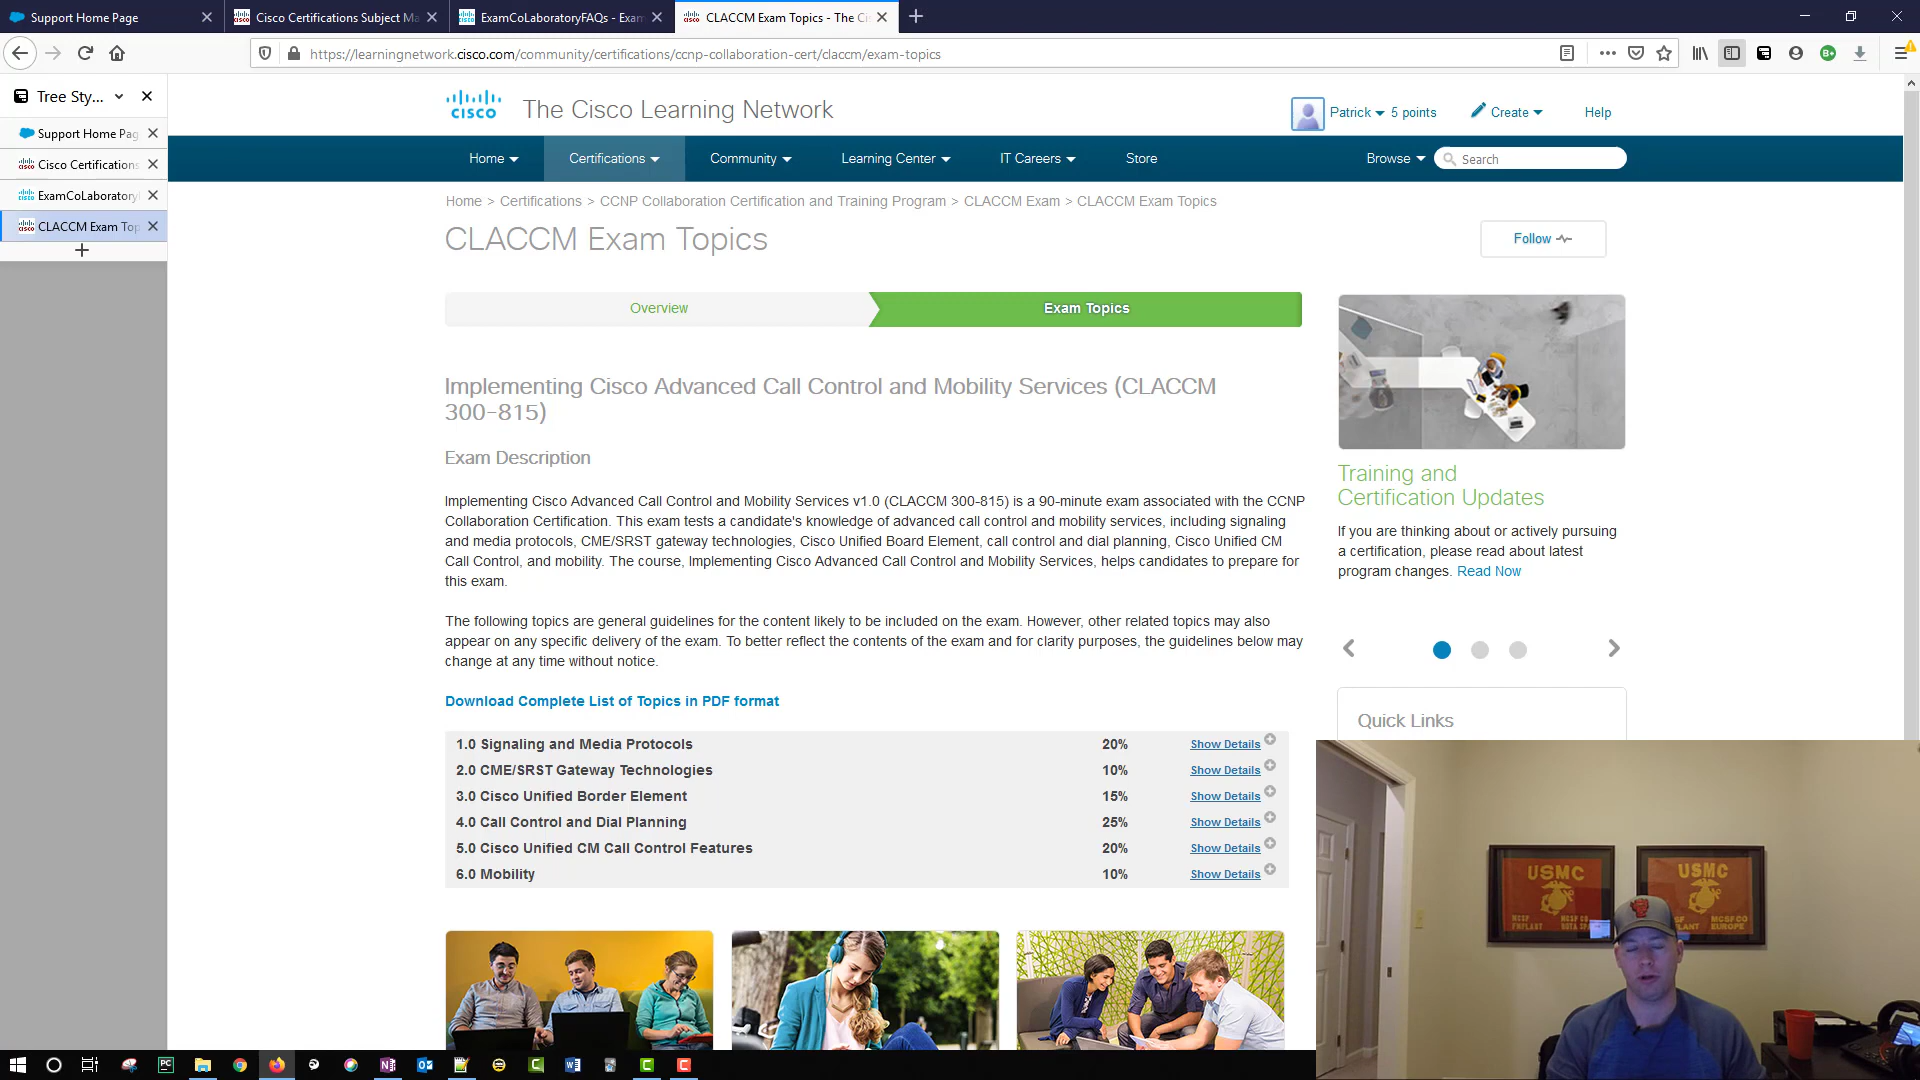 Support Home Page
Cisco Certifications Subject Ma
ExamCoLaboratoryFAQs - Exam
CLACCM Exam Topics - The Ci
https://learningnetwork.cisco.com/community/certifications/ccnp-collaboration-cert/claccm/exam-topics
Tree Sty...
Support Home Pag
Cisco Certifications
ExamCoLaboratory
CLACCM Exam Top
cisco
The Cisco Learning Network
Patrick 5 points
Create
Help
Home
Certifications
Community
Learning Center
IT Careers
Store
Browse
Search
Home > Certifications > CCNP Collaboration Certification and Training Program > CLACCM Exam > CLACCM Exam Topics
CLACCM Exam Topics
Follow
Overview
Exam Topics
Implementing Cisco Advanced Call Control and Mobility Services (CLACCM
300-815)
Exam Description
Implementing Cisco Advanced Call Control and Mobility Services v1.0 (CLACCM 300-815) is a 90-minute exam associated with the CCNP
Collaboration Certification. This exam tests a candidate's knowledge of advanced call control and mobility services, including signaling
and media protocols, CME/SRST gateway technologies, Cisco Unified Board Element, call control and dial planning, Cisco Unified CM
Call Control, and mobility. The course, Implementing Cisco Advanced Call Control and Mobility Services, helps candidates to prepare for
this exam.
The following topics are general guidelines for the content likely to be included on the exam. However, other related topics may also
appear on any specific delivery of the exam. To better reflect the contents of the exam and for clarity purposes, the guidelines below may
change at any time without notice.
Download Complete List of Topics in PDF format
1.0 Signaling and Media Protocols 20% Show Details
2.0 CME/SRST Gateway Technologies 10% Show Details
3.0 Cisco Unified Border Element 15% Show Details
4.0 Call Control and Dial Planning 25% Show Details
5.0 Cisco Unified CM Call Control Features 20% Show Details
6.0 Mobility 10% Show Details
Training and
Certification Updates
If you are thinking about or actively pursuing
a certification, please read about latest
program changes. Read Now
Quick Links
USMC
USMC
MCSFCO
EUROPE